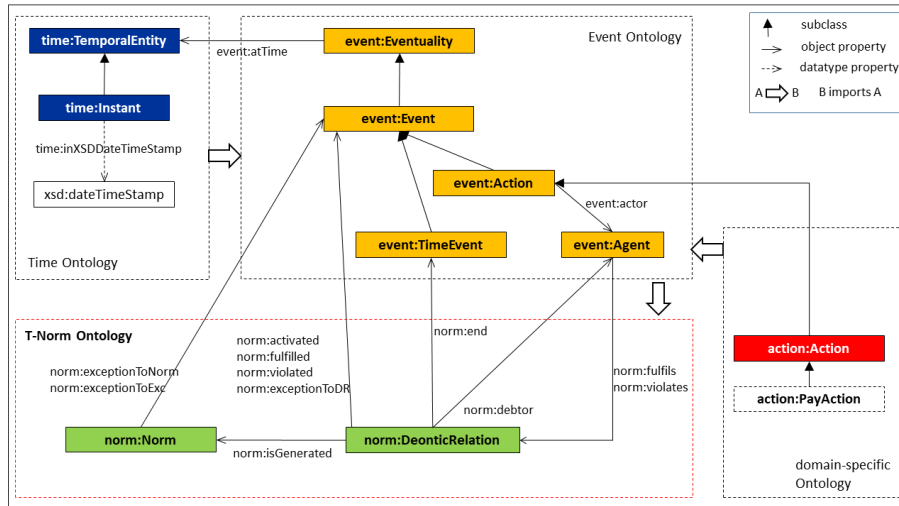 time:TemporalEntity
event:atTime
event:Eventuality
Event Ontology
subclass
object property
datatype property
A B B imports A
time:Instant
event:Event
time:inXSDDateTimeStamp
xsd:dateTimeStamp
event:Action
event:actor
event:TimeEvent
event:Agent
Time Ontology
T-Norm Ontology
norm:exceptionToNorm
norm:exceptionToExc
norm:activated
norm:fulfilled
norm:violated
norm:exceptionToDR
norm:end
norm:debtor
norm:fulfils
norm:violates
action:Action
action:PayAction
norm:Norm
norm:isGenerated
norm:DeonticRelation
domain-specific
Ontology